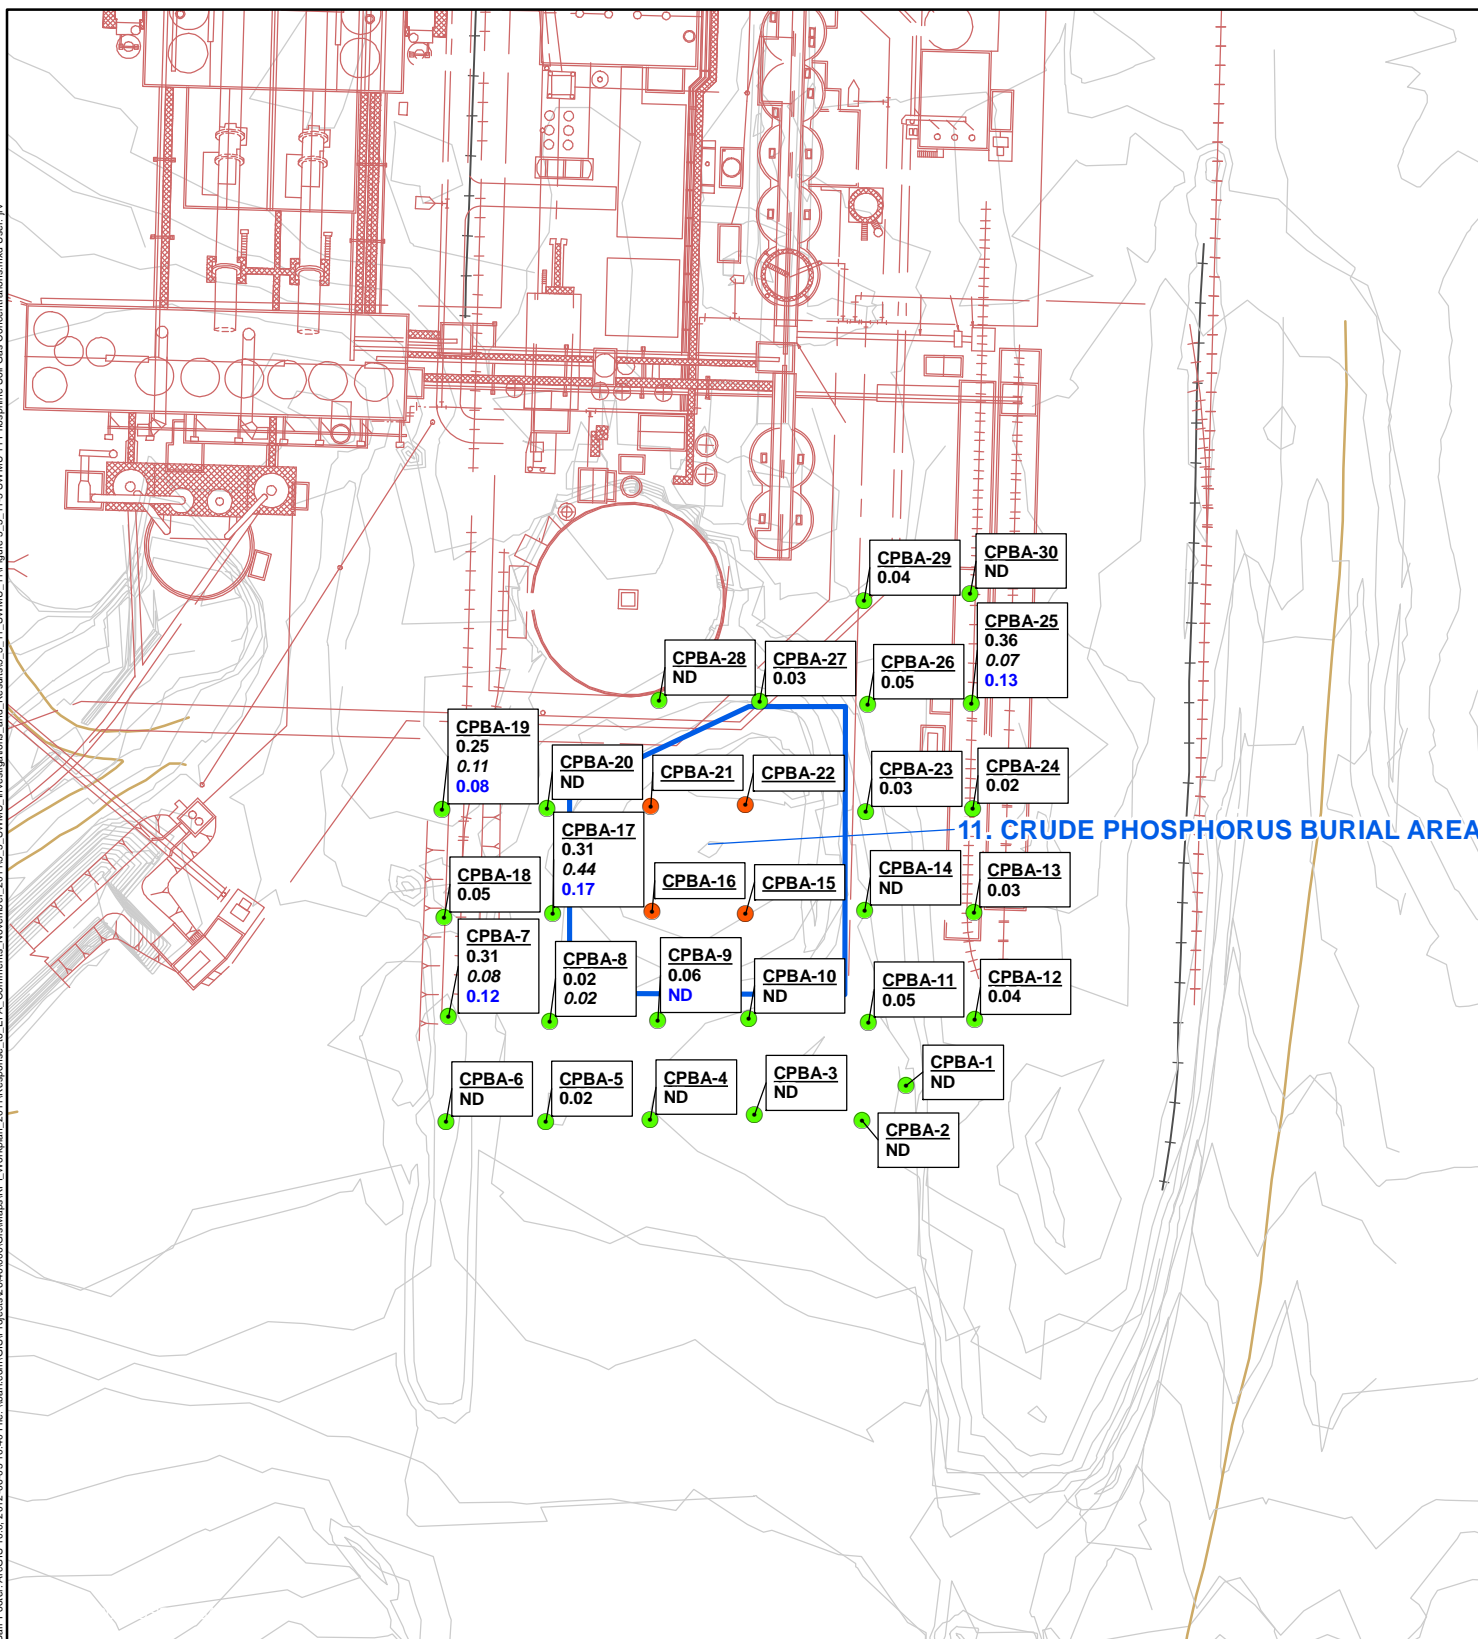 CPBA-29
0.04
CPBA-30
ND
CPBA-25
0.36
0.07
0.13
CPBA-28
ND
CPBA-27
0.03
CPBA-26
0.05
CPBA-19
0.25
0.11
0.08
CPBA-20
ND
CPBA-21
CPBA-22
CPBA-23
0.03
CPBA-24
0.02
11. CRUDE PHOSPHORUS BURIAL AREA
CPBA-17
0.31
0.44
0.17
CPBA-18
0.05
CPBA-16
CPBA-15
CPBA-14
ND
CPBA-13
0.03
CPBA-7
0.31
0.08
0.12
CPBA-8
0.02
0.02
CPBA-9
0.06
ND
CPBA-10
ND
CPBA-11
0.05
CPBA-12
0.04
CPBA-6
ND
CPBA-5
0.02
CPBA-4
ND
CPBA-3
ND
CPBA-1
ND
CPBA-2
ND